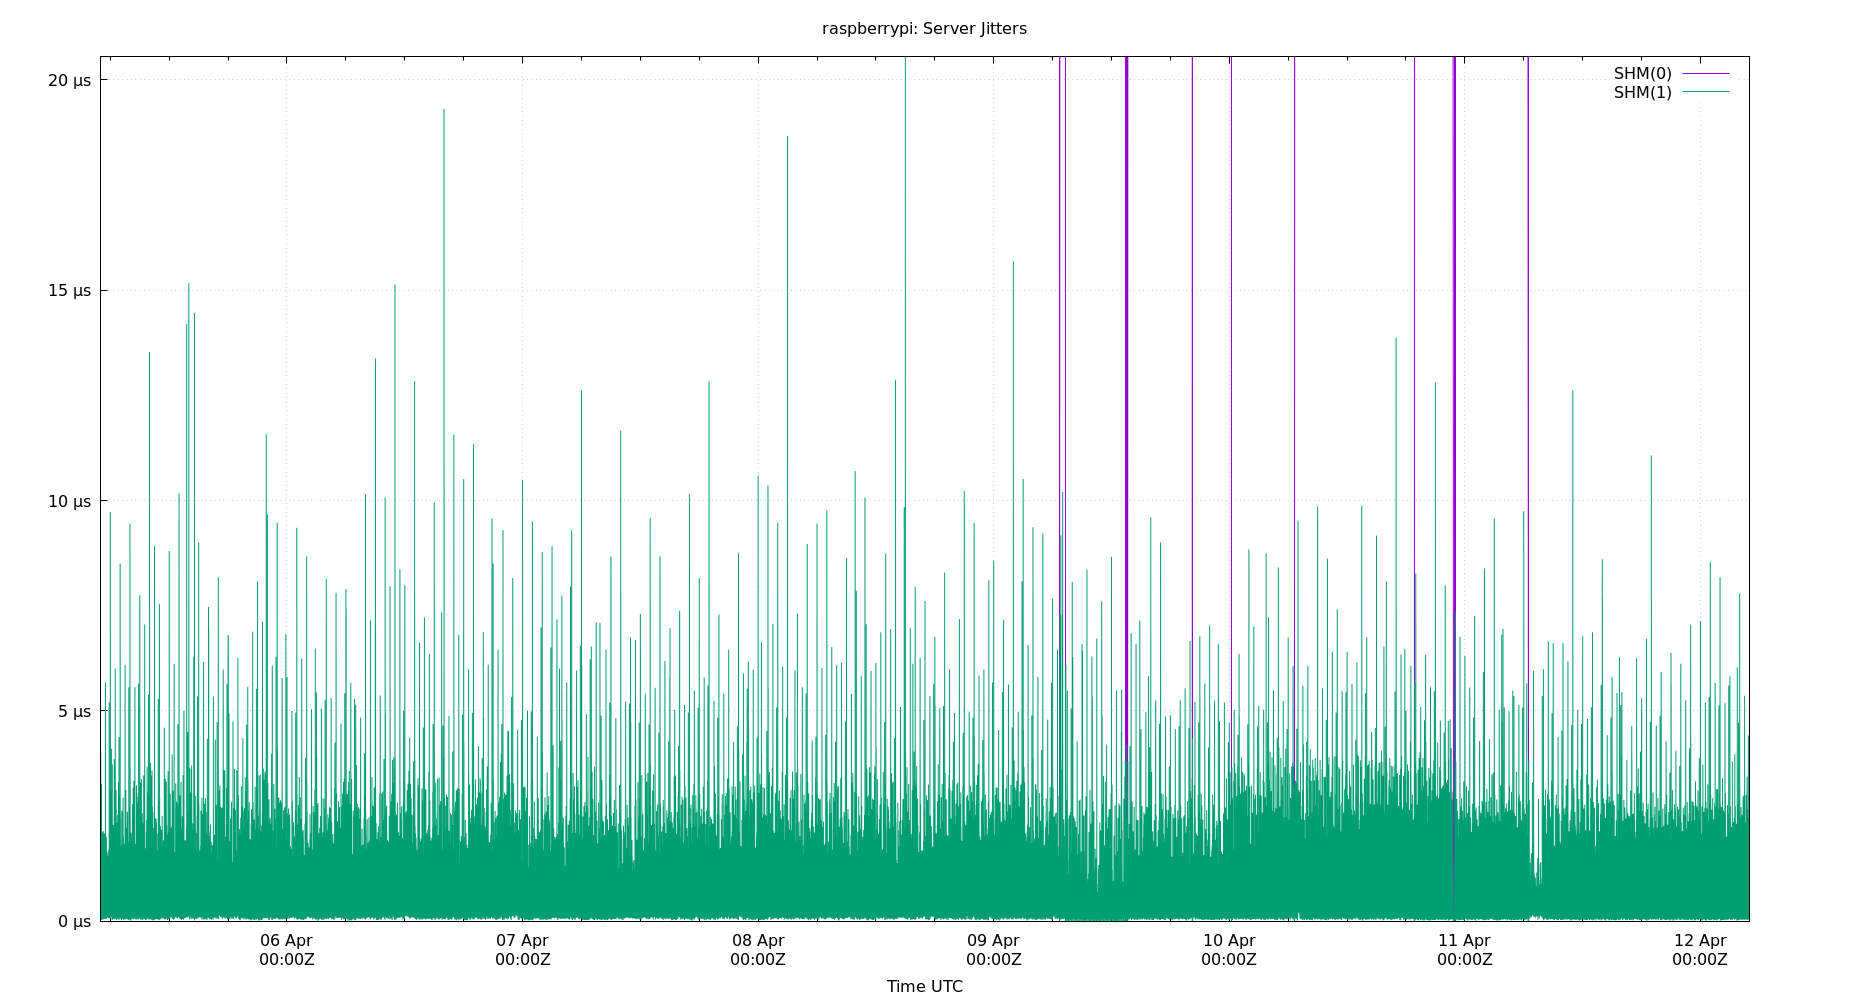 raspberrypi: Server Jitters
SHM(0)
SHM(1)
20 µs
15 µs
10 µs
5 µs
0 µs
06 Apr 07 Apr 08 Apr 09 Apr 10 Apr 11 Apr 12 Apr
00:00Z 00:00Z 00:00Z 00:00Z 00:00Z 00:00Z 00:00Z
Time UTC